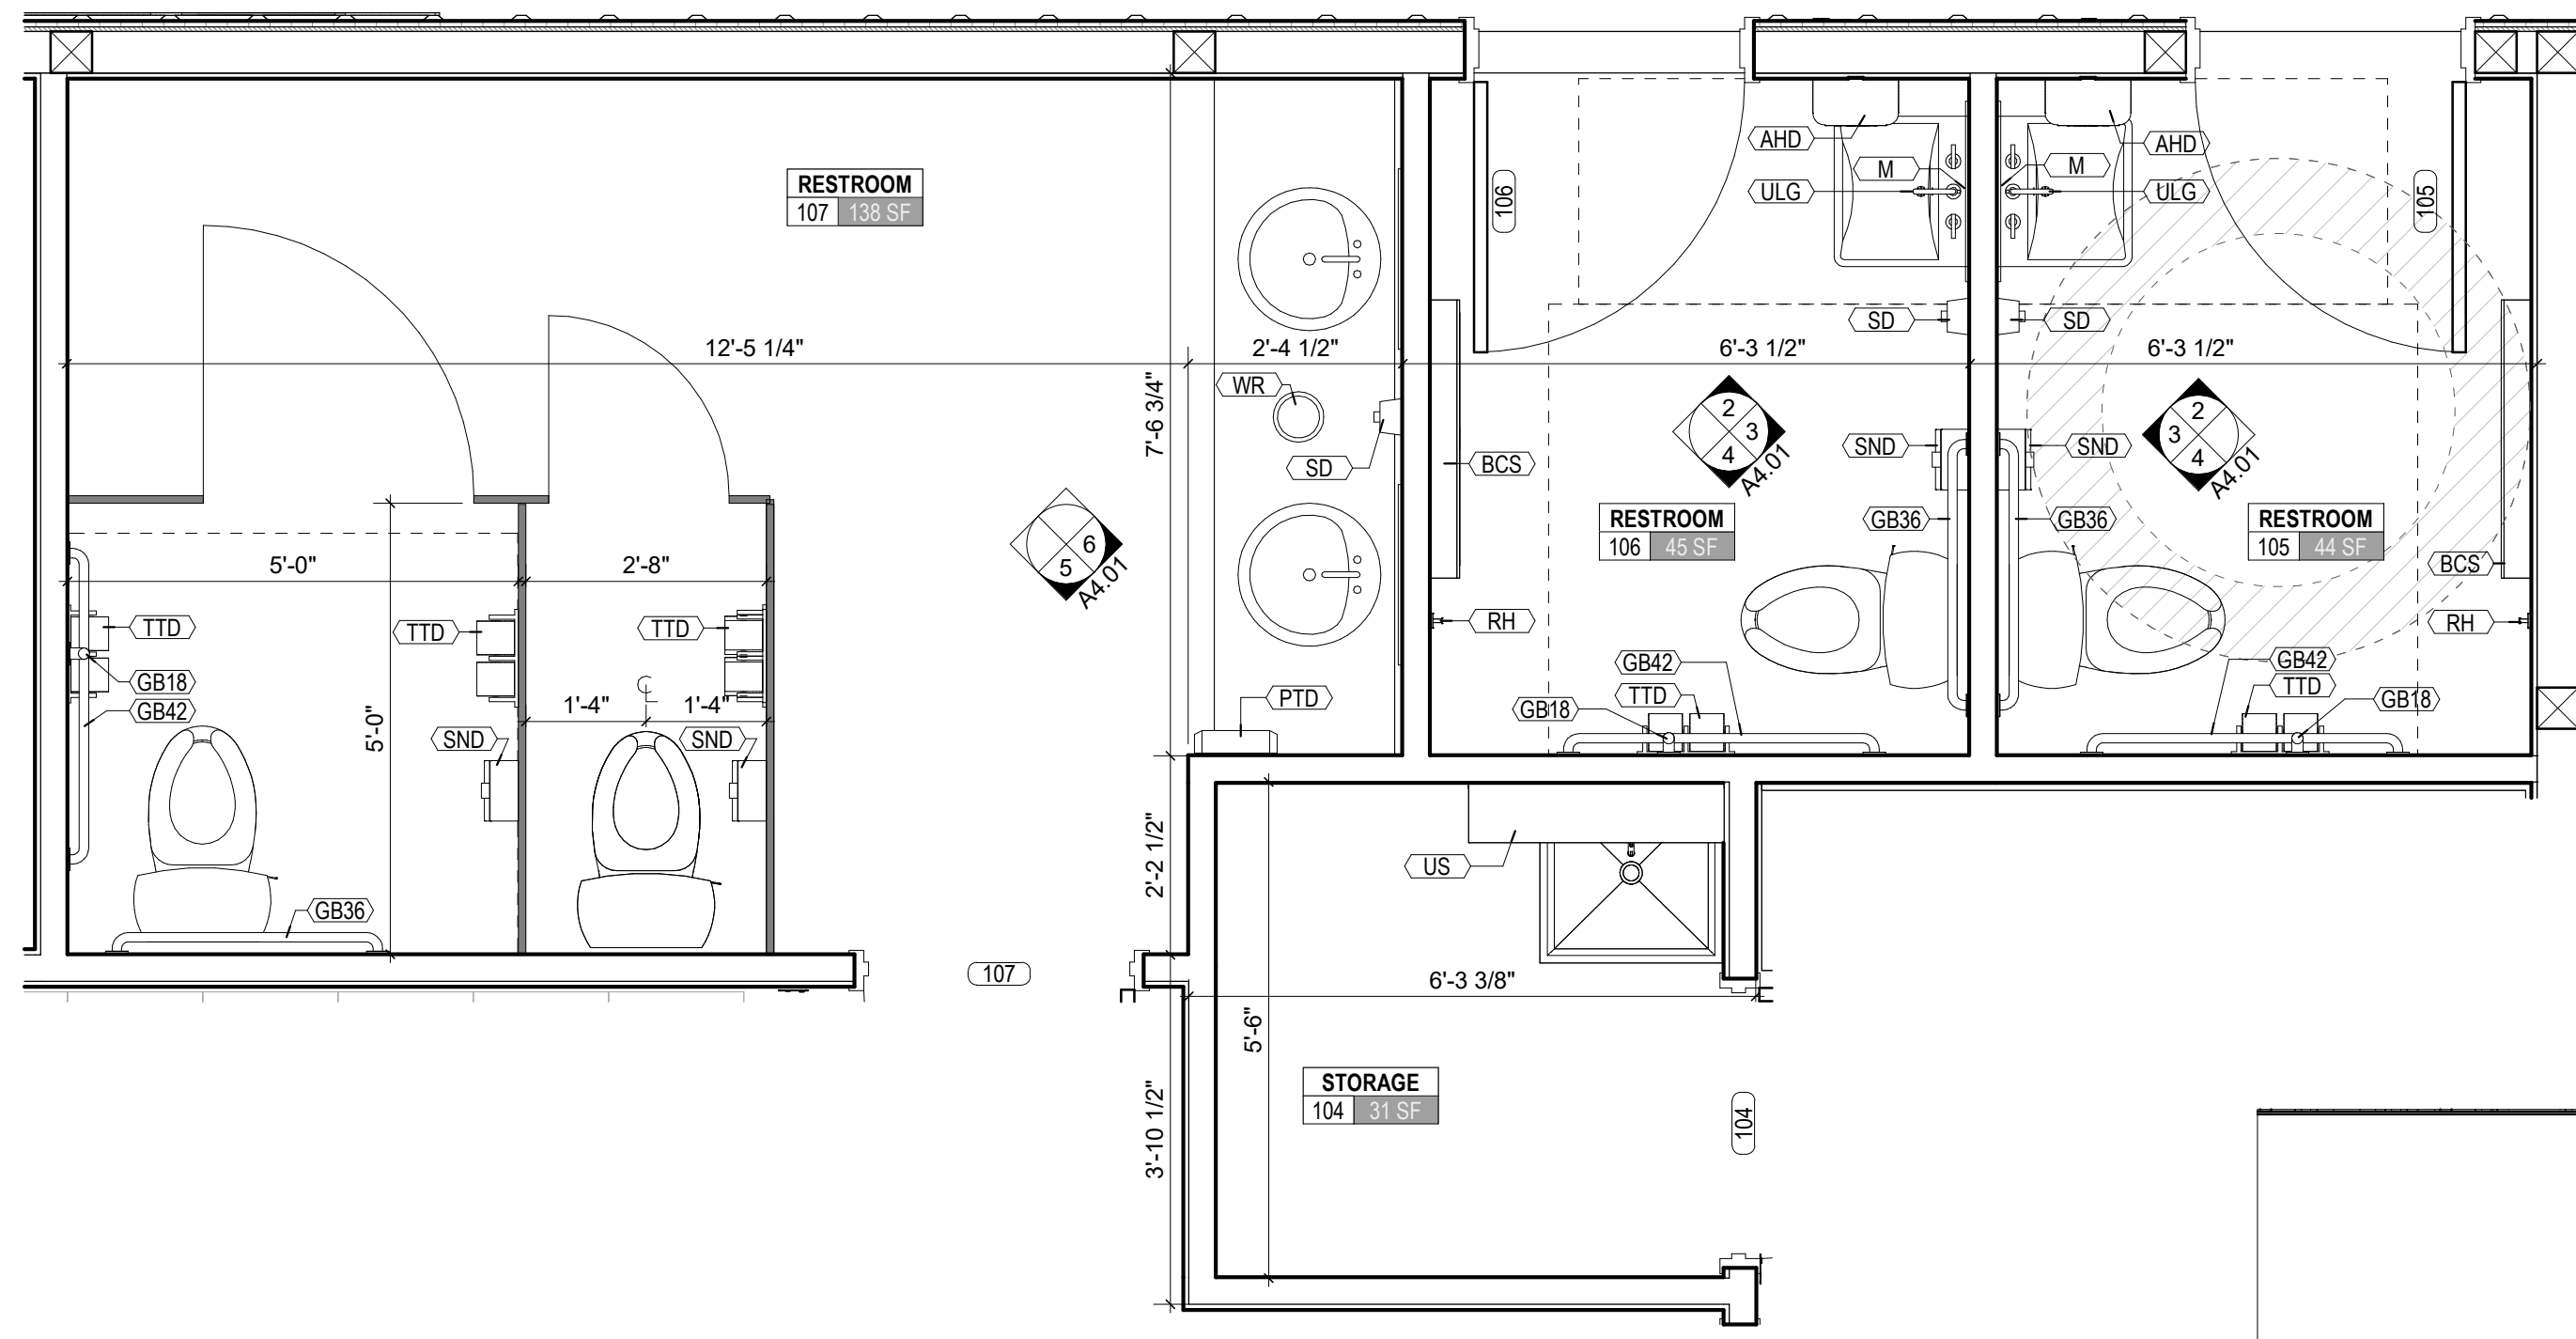 RESTROOM
107 138 SF
12'-5 1/4"
2'-4 1/2"
7'-6 3/4"
WR
SD
PTD
6
5
A4.01
5'-0"
2'-8"
TTD
TTD
TTD
GB18
GB42
5'-0"
1'-4"
CL
1'-4"
SND
SND
GB36
107
AHD
M
ULG
106
SD
6'-3 1/2"
2
3
4
A4.01
BCS
SND
RESTROOM
106 45 SF
GB36
RH
GB42
TTD
GB18
AHD
M
ULG
105
SD
6'-3 1/2"
2
3
4
A4.01
SND
RESTROOM
105 44 SF
GB36
BCS
RH
GB42
TTD
GB18
2'-2 1/2"
US
6'-3 3/8"
5'-6"
3'-10 1/2"
STORAGE
104 31 SF
104